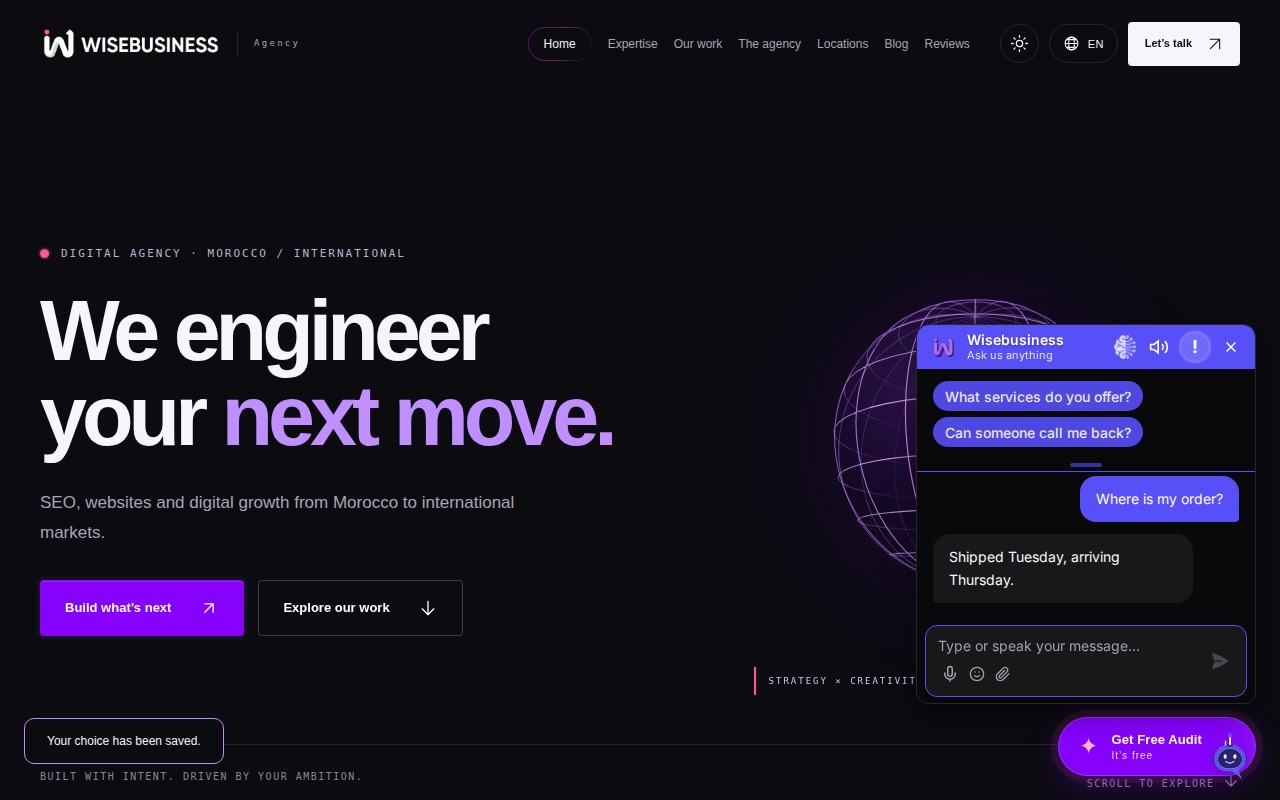 WISEBUSINESS
Agency
Home
Expertise
Our work
The agency
Locations
Blog
Reviews
EN
Let's talk
DIGITAL AGENCY · MOROCCO / INTERNATIONAL
We engineer
your next move.
SEO, websites and digital growth from Morocco to international
markets.
Build what's next
Explore our work
STRATEGY × CREATIVIT
Wisebusiness
Ask us anything
What services do you offer?
Can someone call me back?
Where is my order?
Shipped Tuesday, arriving
Thursday.
Type or speak your message...
Your choice has been saved.
Get Free Audit
It's free
BUILT WITH INTENT. DRIVEN BY YOUR AMBITION.
SCROLL TO EXPLORE